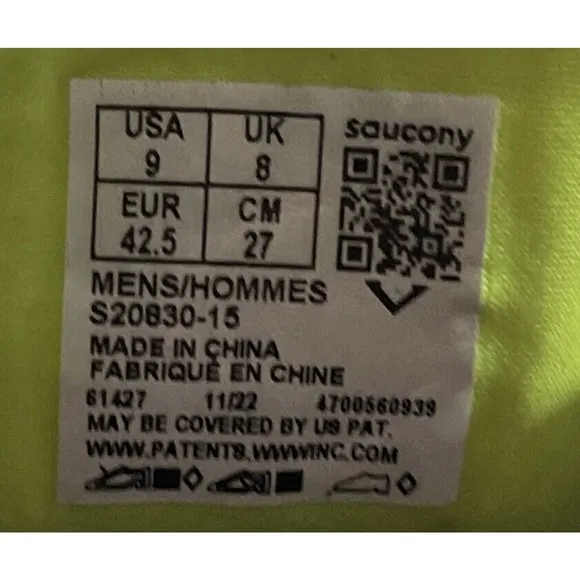 USA 9 UK 8
EUR 42.5 CM 27
saucony
MENS/HOMMES
S20830-15
MADE IN CHINA
FABRIQUÉ EN CHINE
61427 11/22 4700560939
MAY BE COVERED BY US PAT.
WWW.PATENTS.WWWINC.COM